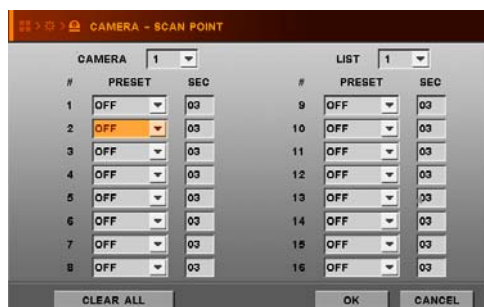 CAMERA - SCAN POINT
CAMERA 1 LIST 1
# PRESET SEC # PRESET SEC
1 OFF 03 9 OFF 03
2 OFF 03 10 OFF 03
3 OFF 03 11 OFF 03
4 OFF 03 12 OFF 03
5 OFF 03 13 OFF 03
6 OFF 03 14 OFF 03
7 OFF 03 15 OFF 03
8 OFF 03 16 OFF 03
CLEAR ALL OK CANCEL